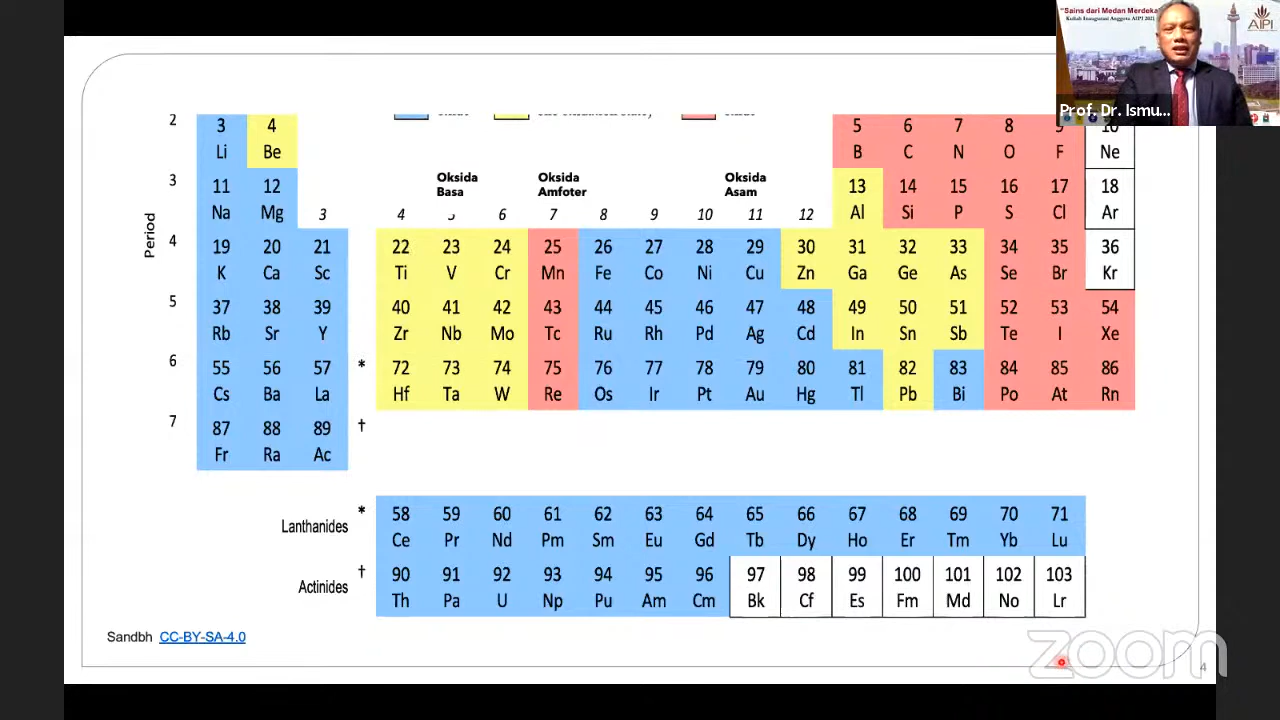 "Sains dari Medan Merdeka"
Kuliah Inaugurasi Anggota AIPI 2021
AIPI
Prof. Dr. Ismu...
2 3 4 5 6 7 8 9 10
Li Be B C N O F Ne
Oksida Oksida Oksida
Basa Amfoter Asam
3 11 12 13 14 15 16 17 18
Na Mg 3 4 5 6 7 8 9 10 11 12 Al Si P S Cl Ar
Period
4 19 20 21 22 23 24 25 26 27 28 29 30 31 32 33 34 35 36
K Ca Sc Ti V Cr Mn Fe Co Ni Cu Zn Ga Ge As Se Br Kr
5 37 38 39 40 41 42 43 44 45 46 47 48 49 50 51 52 53 54
Rb Sr Y Zr Nb Mo Tc Ru Rh Pd Ag Cd In Sn Sb Te I Xe
6 55 56 57 * 72 73 74 75 76 77 78 79 80 81 82 83 84 85 86
Cs Ba La Hf Ta W Re Os Ir Pt Au Hg Tl Pb Bi Po At Rn
7 87 88 89 †
Fr Ra Ac
Lanthanides * 58 59 60 61 62 63 64 65 66 67 68 69 70 71
Ce Pr Nd Pm Sm Eu Gd Tb Dy Ho Er Tm Yb Lu
Actinides † 90 91 92 93 94 95 96 97 98 99 100 101 102 103
Th Pa U Np Pu Am Cm Bk Cf Es Fm Md No Lr
Sandbh CC-BY-SA-4.0
zoom
4